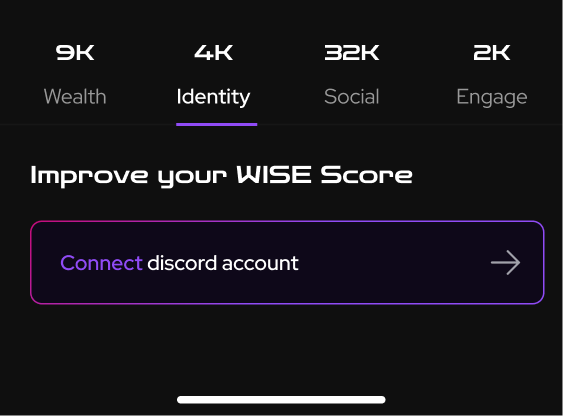 9K 4K 32K 2K
Wealth Identity Social Engage
Improve your WISE Score
Connect discord account